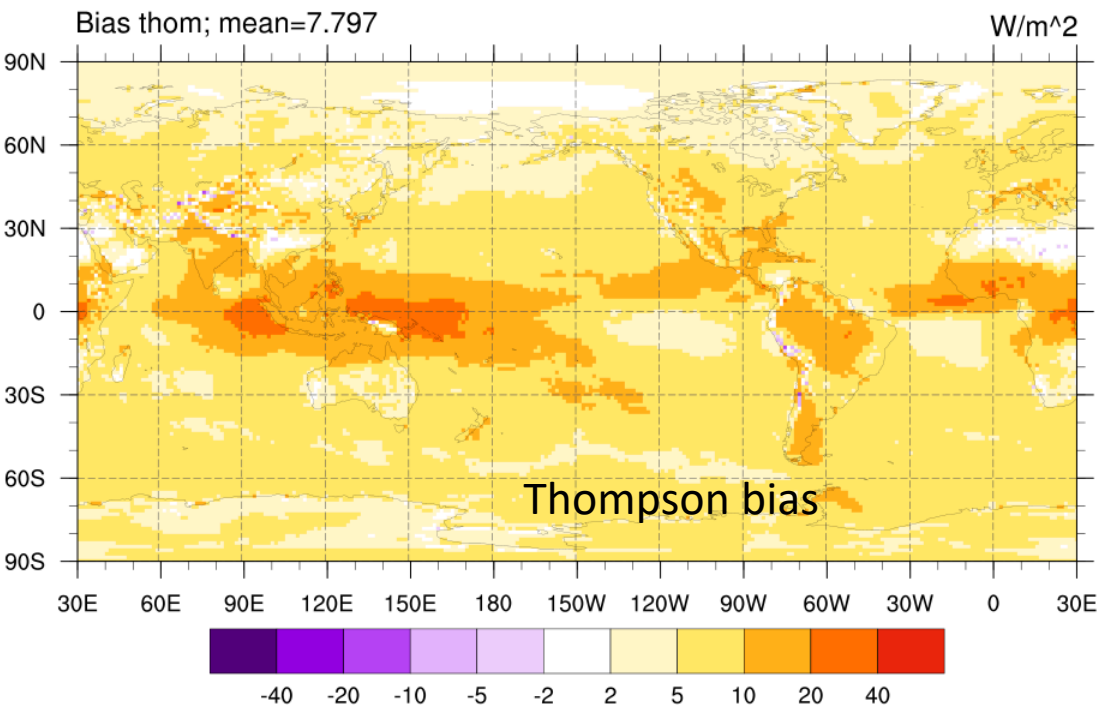 Bias thom; mean=7.797 W/m^2
90N
60N
30N
0
30S
60S
90S
Thompson bias
30E 60E 90E 120E 150E 180 150W 120W 90W 60W 30W 0 30E
-40 -20 -10 -5 -2 2 5 10 20 40